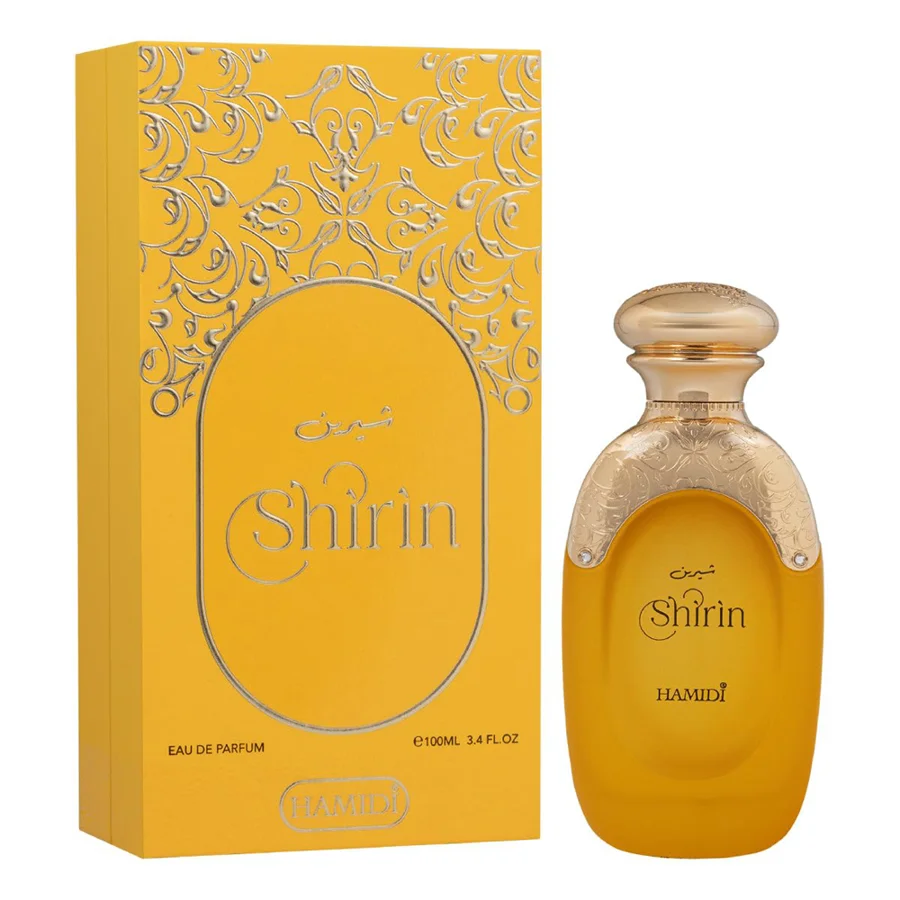 شيرين
Shirin
EAU DE PARFUM
℮100ML 3.4 FL.OZ
HAMIDI
شيرين
Shirin
HAMIDI®